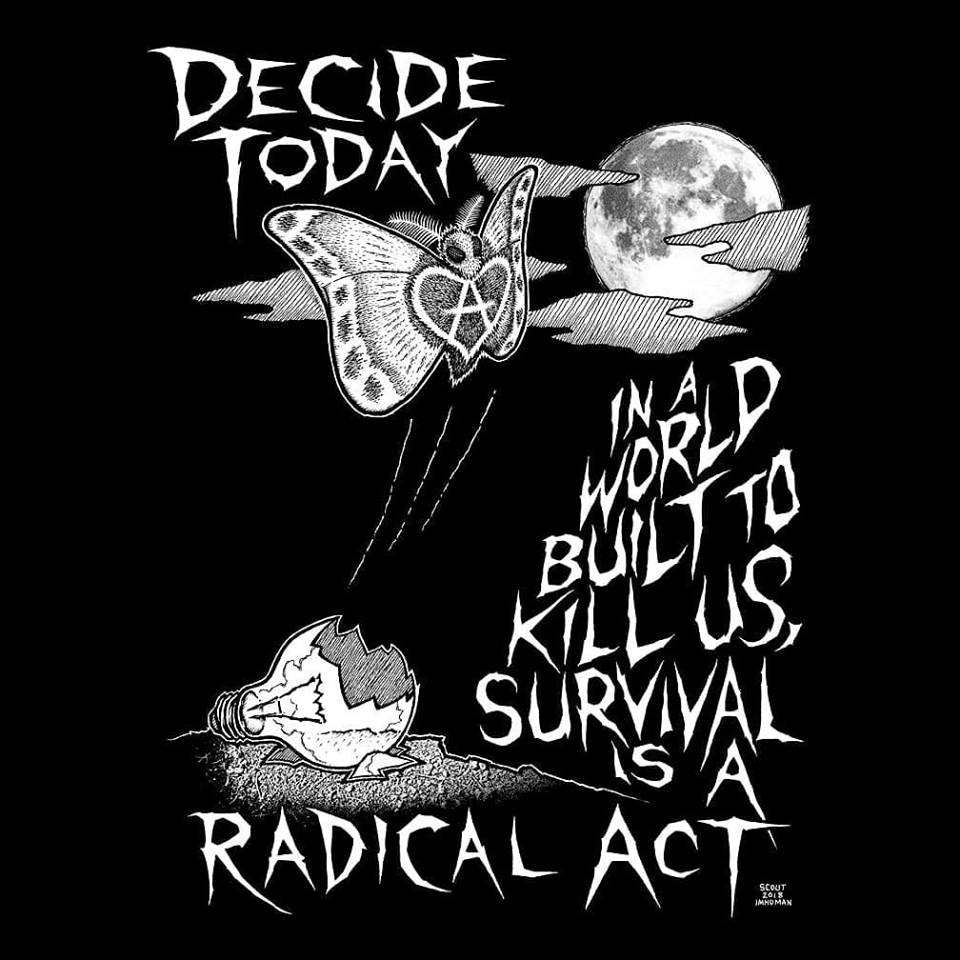 DECIDE
TODAY
A
IN A
WORLD
BUILT TO
KILL US,
SURVIVAL
IS A
RADICAL ACT
SCOUT
2018
IMHUMAN